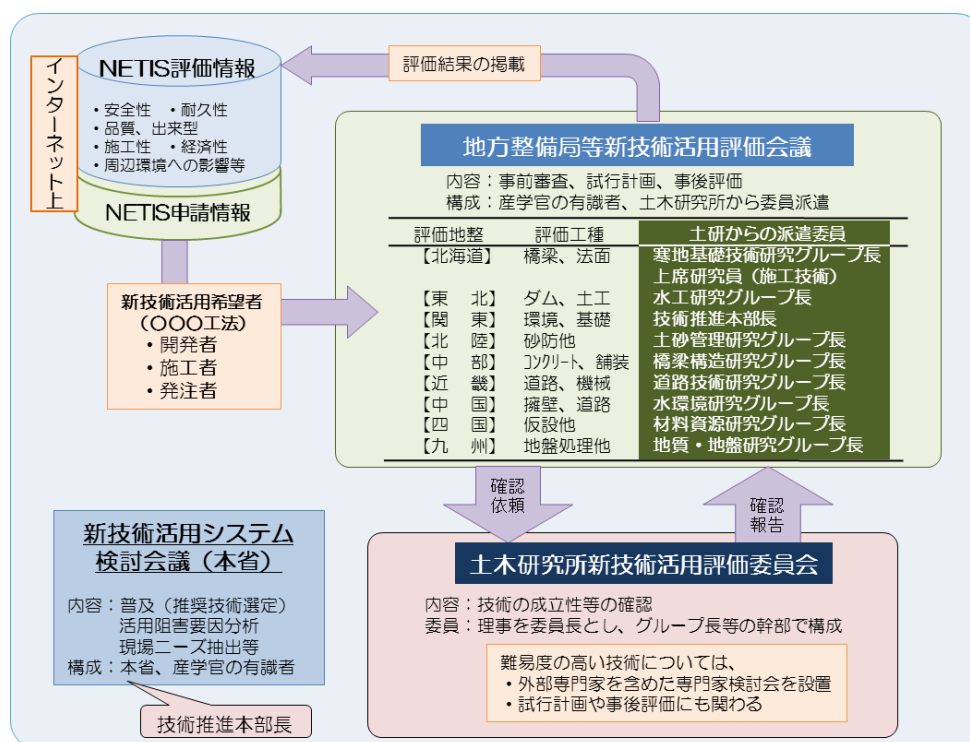 インターネット上
NETIS評価情報
・安全性　・耐久性
・品質、出来型
・施工性　・経済性
・周辺環境への影響等
NETIS申請情報
評価結果の掲載
地方整備局等新技術活用評価会議
内容：事前審査、試行計画、事後評価
構成：産学官の有識者、土木研究所から委員派遣
評価地整　評価工種　土研からの派遣委員
【北海道】　橋梁、法面　寒地基礎技術研究グループ長
上席研究員（施工技術）
【東　北】　ダム、土工　水工研究グループ長
【関　東】　環境、基礎　技術推進本部長
【北　陸】　砂防他　土砂管理研究グループ長
【中　部】　ｺﾝｸﾘｰﾄ、舗装　橋梁構造研究グループ長
【近　畿】　道路、機械　道路技術研究グループ長
【中　国】　擁壁、道路　水環境研究グループ長
【四　国】　仮設他　材料資源研究グループ長
【九　州】　地盤処理他　地質・地盤研究グループ長
新技術活用希望者
（〇〇〇工法）
・開発者
・施工者
・発注者
確認
依頼
確認
報告
新技術活用システム
検討会議（本省）
内容：普及（推奨技術選定）
活用阻害要因分析
現場ニーズ抽出等
構成：本省、産学官の有識者
技術推進本部長
土木研究所新技術活用評価委員会
内容：技術の成立性等の確認
委員：理事を委員長とし、グループ長等の幹部で構成
難易度の高い技術については、
・外部専門家を含めた専門家検討会を設置
・試行計画や事後評価にも関わる